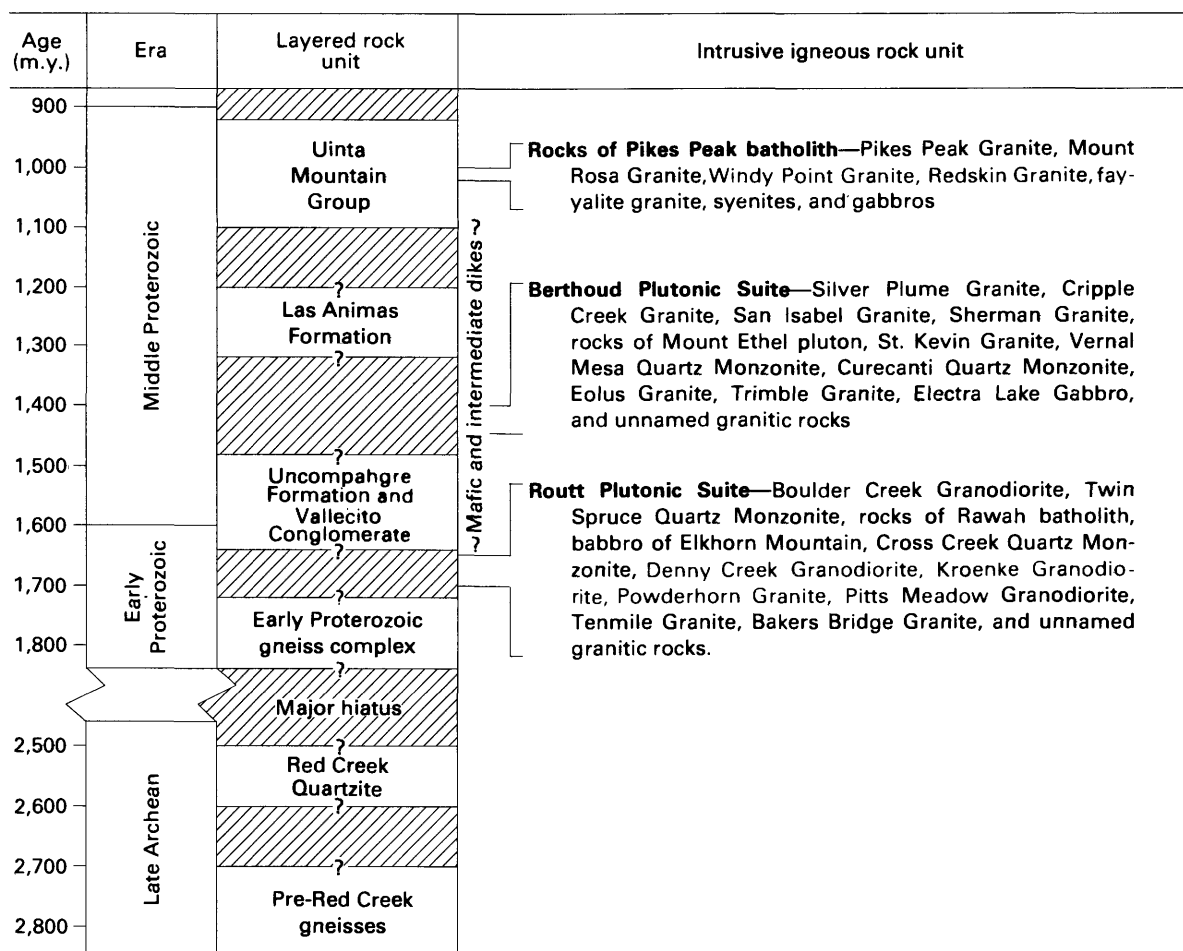 Age
(m.y.)
Era
Layered rock
unit
Intrusive igneous rock unit
900
1,000
1,100
1,200
1,300
1,400
1,500
1,600
1,700
1,800
2,500
2,600
2,700
2,800
Middle Proterozoic
Early
Proterozoic
Late Archean
Uinta
Mountain
Group
?
Las Animas
Formation
?
?
Uncompahgre
Formation and
Vallecito
Conglomerate
?
?
Early Proterozoic
gneiss complex
?
Major hiatus
?
Red Creek
Quartzite
?
?
Pre-Red Creek
gneisses
? Mafic and intermediate dikes ?
Rocks of Pikes Peak batholith—Pikes Peak Granite, Mount
Rosa Granite,Windy Point Granite, Redskin Granite, fay-
yalite granite, syenites, and gabbros
Berthoud Plutonic Suite—Silver Plume Granite, Cripple
Creek Granite, San Isabel Granite, Sherman Granite,
rocks of Mount Ethel pluton, St. Kevin Granite, Vernal
Mesa Quartz Monzonite, Curecanti Quartz Monzonite,
Eolus Granite, Trimble Granite, Electra Lake Gabbro,
and unnamed granitic rocks
Routt Plutonic Suite—Boulder Creek Granodiorite, Twin
Spruce Quartz Monzonite, rocks of Rawah batholith,
babbro of Elkhorn Mountain, Cross Creek Quartz Mon-
zonite, Denny Creek Granodiorite, Kroenke Granodio-
rite, Powderhorn Granite, Pitts Meadow Granodiorite,
Tenmile Granite, Bakers Bridge Granite, and unnamed
granitic rocks.